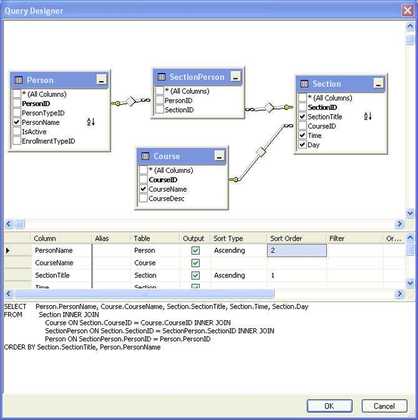 Query Designer
Person
* (All Columns)
PersonID
PersonTypeID
PersonName
IsActive
EnrollmentTypeID
SectionPerson
* (All Columns)
PersonID
SectionID
Section
* (All Columns)
SectionID
SectionTitle
CourseID
Time
Day
Course
* (All Columns)
CourseID
CourseName
CourseDesc
Column Alias Table Output Sort Type Sort Order Filter Or...
PersonName Person Ascending 2
CourseName Course
SectionTitle Section Ascending 1
Time Section
SELECT Person.PersonName, Course.CourseName, Section.SectionTitle, Section.Time, Section.Day
FROM Section INNER JOIN
Course ON Section.CourseID = Course.CourseID INNER JOIN
SectionPerson ON Section.SectionID = SectionPerson.SectionID INNER JOIN
Person ON SectionPerson.PersonID = Person.PersonID
ORDER BY Section.SectionTitle, Person.PersonName
OK Cancel